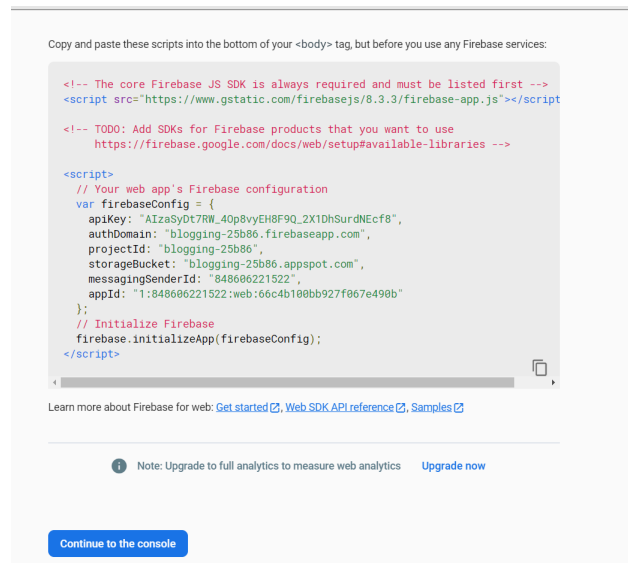 Copy and paste these scripts into the bottom of your <body> tag, but before you use any Firebase services:
<!-- The core Firebase JS SDK is always required and must be listed first -->
<script src="https://www.gstatic.com/firebasejs/8.3.3/firebase-app.js"></script
<!-- TODO: Add SDKs for Firebase products that you want to use
https://firebase.google.com/docs/web/setup#available-libraries -->
<script>
// Your web app's Firebase configuration
var firebaseConfig = {
apiKey: "AIzaSyDt7RW_4Op8vyEH8F9Q_2X1DhSurdNEcf8",
authDomain: "blogging-25b86.firebaseapp.com",
projectId: "blogging-25b86",
storageBucket: "blogging-25b86.appspot.com",
messagingSenderId: "848606221522",
appId: "1:848606221522:web:66c4b100bb927f067e490b"
};
// Initialize Firebase
firebase.initializeApp(firebaseConfig);
</script>
Learn more about Firebase for web: Get started, Web SDK API reference, Samples
Note: Upgrade to full analytics to measure web analytics Upgrade now
Continue to the console